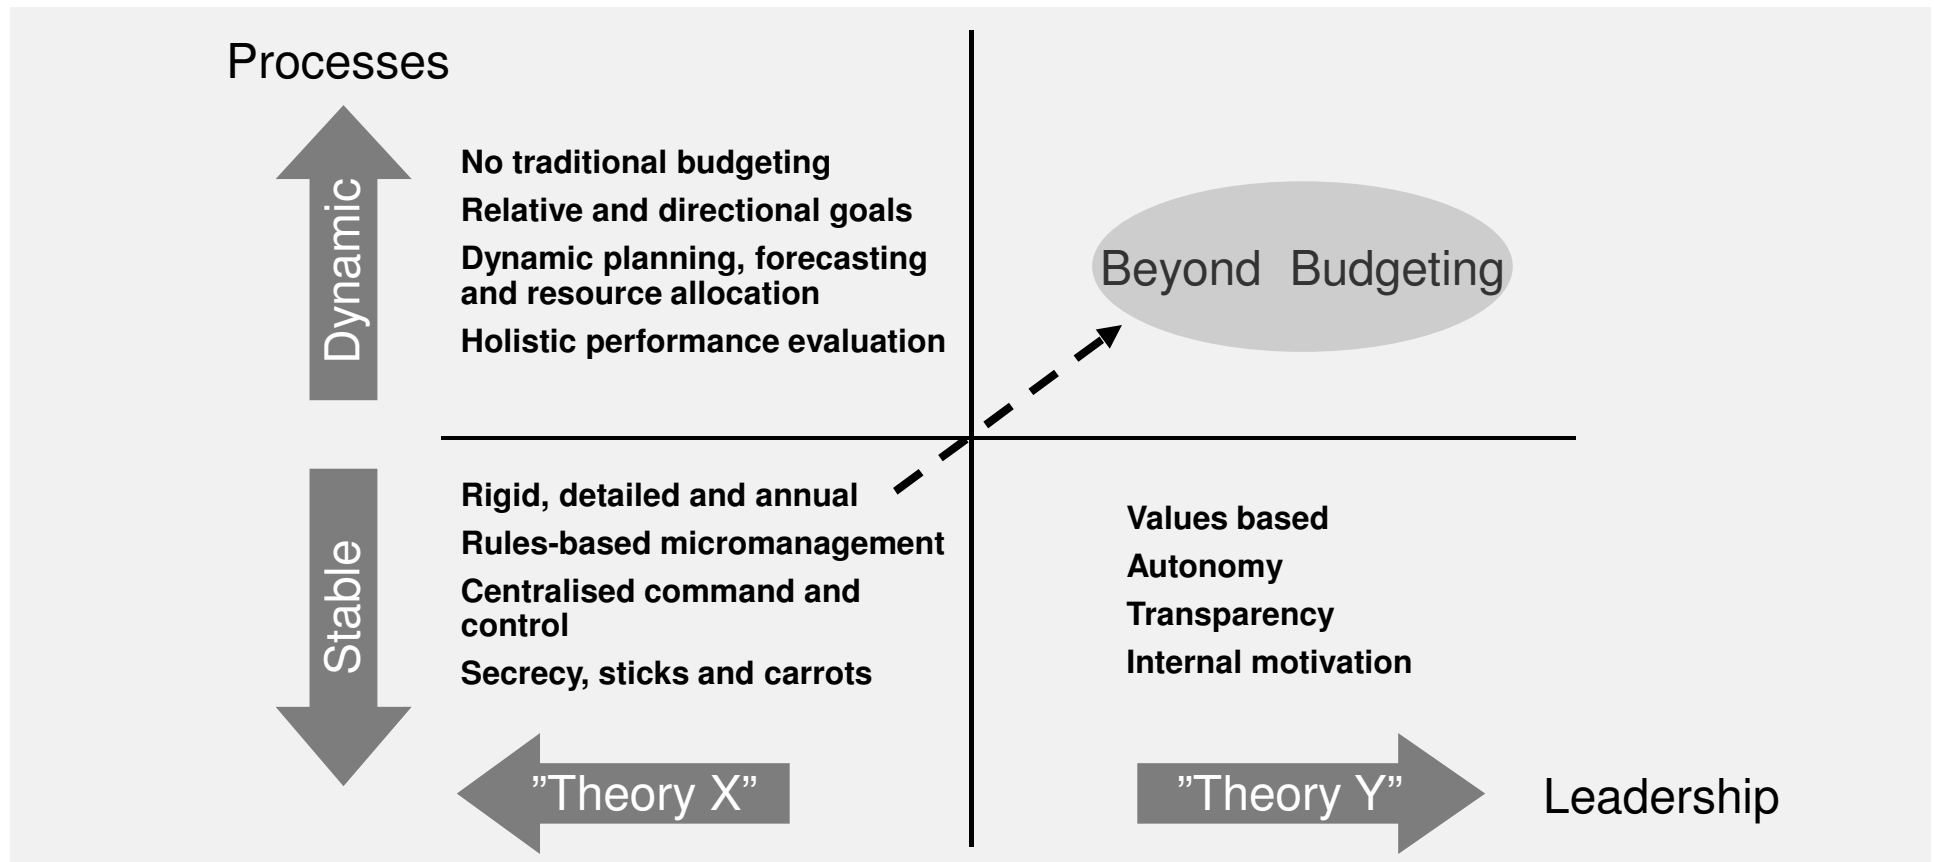 Processes
Dynamic
No traditional budgeting
Relative and directional goals
Dynamic planning, forecasting
and resource allocation
Holistic performance evaluation
Beyond  Budgeting
Stable
Rigid, detailed and annual
Rules-based micromanagement
Centralised command and
control
Secrecy, sticks and carrots
Values based
Autonomy
Transparency
Internal motivation
”Theory X”
”Theory Y”
Leadership